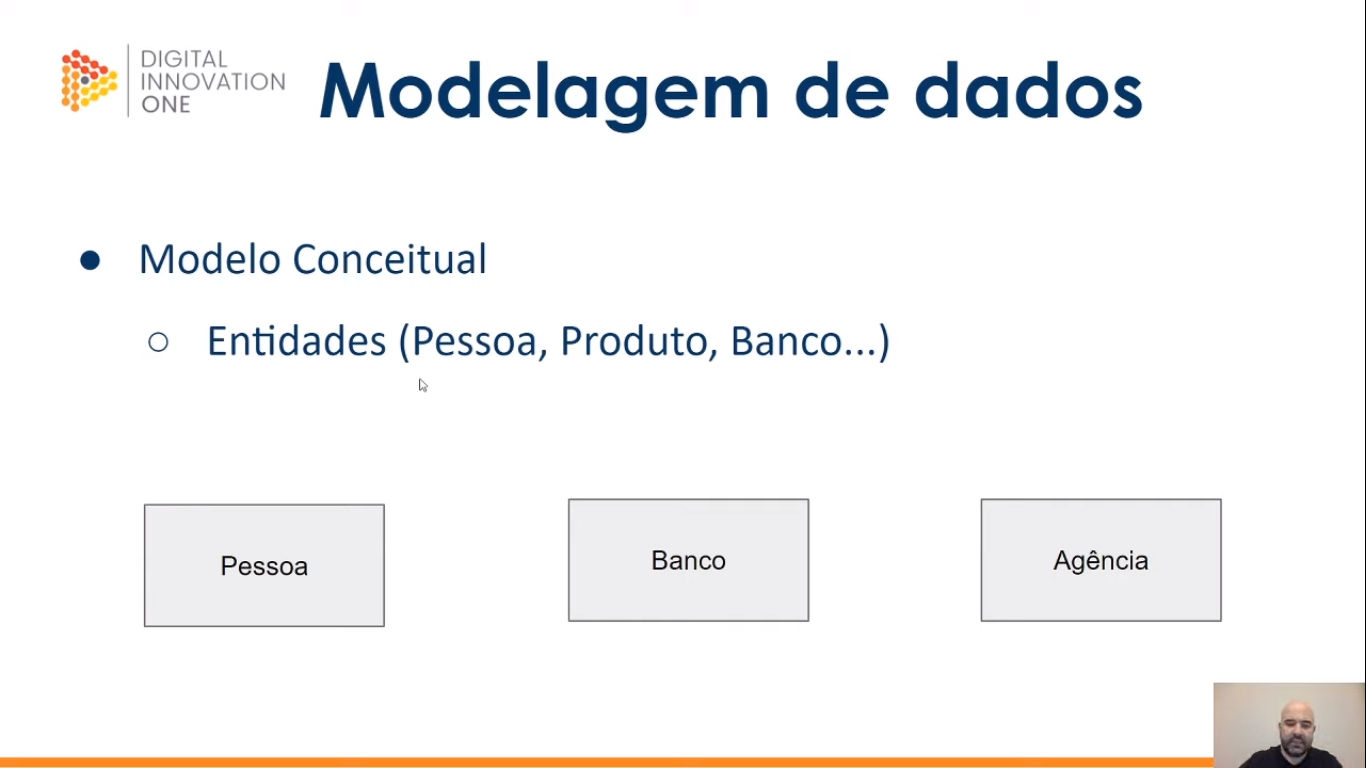 DIGITAL
INNOVATION
ONE
Modelagem de dados
● Modelo Conceitual
○ Entidades (Pessoa, Produto, Banco...)
Pessoa
Banco
Agência